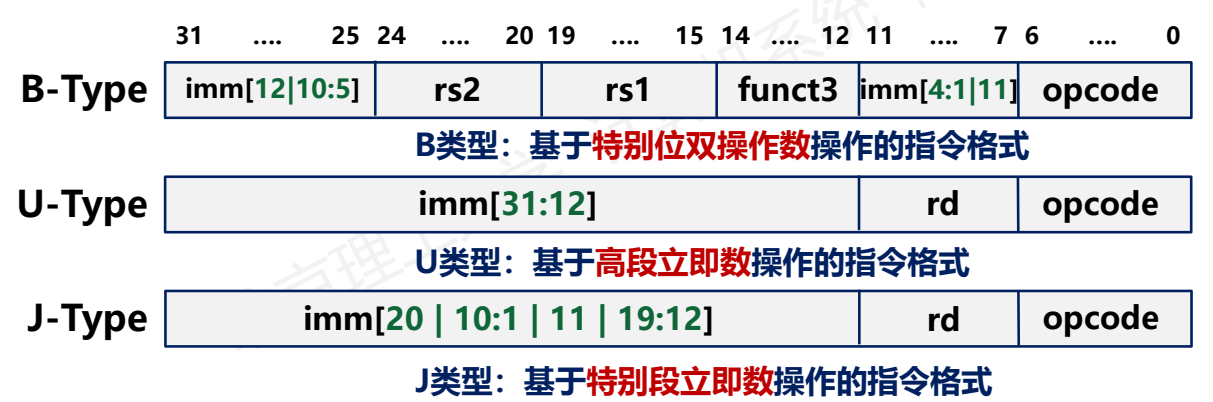 31 .... 25 24 .... 20 19 .... 15 14 .... 12 11 .... 7 6 .... 0
B-Type imm[12|10:5] rs2 rs1 funct3 imm[4:1|11] opcode
B类型：基于特别位双操作数操作的指令格式
U-Type imm[31:12] rd opcode
U类型：基于高段立即数操作的指令格式
J-Type imm[20 | 10:1 | 11 | 19:12] rd opcode
J类型：基于特别段立即数操作的指令格式